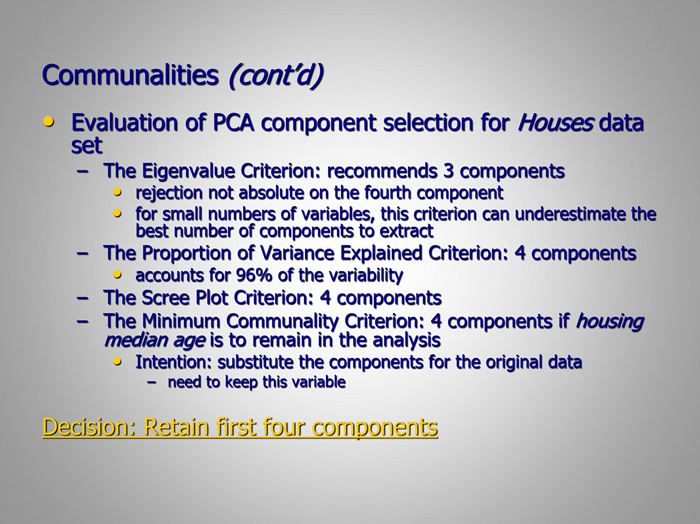 Communalities (cont'd)
• Evaluation of PCA component selection for Houses data
set
– The Eigenvalue Criterion: recommends 3 components
• rejection not absolute on the fourth component
• for small numbers of variables, this criterion can underestimate the
best number of components to extract
– The Proportion of Variance Explained Criterion: 4 components
• accounts for 96% of the variability
– The Scree Plot Criterion: 4 components
– The Minimum Communality Criterion: 4 components if housing
median age is to remain in the analysis
• Intention: substitute the components for the original data
– need to keep this variable
Decision: Retain first four components